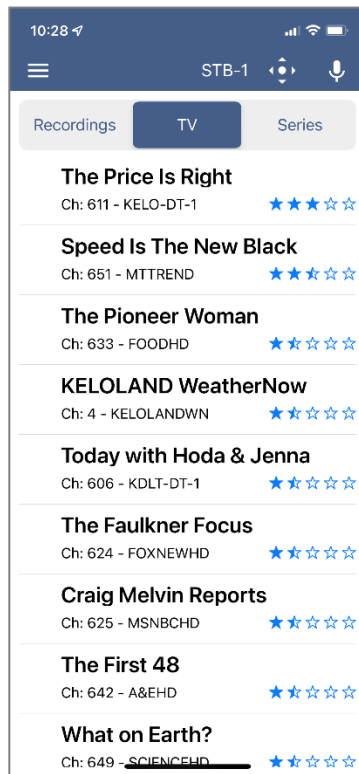 10:28
STB-1
Recordings TV Series
The Price Is Right
Ch: 611 - KELO-DT-1
Speed Is The New Black
Ch: 651 - MTTREND
The Pioneer Woman
Ch: 633 - FOODHD
KELOLAND WeatherNow
Ch: 4 - KELOLANDWN
Today with Hoda & Jenna
Ch: 606 - KDLT-DT-1
The Faulkner Focus
Ch: 624 - FOXNEWHD
Craig Melvin Reports
Ch: 625 - MSNBCHD
The First 48
Ch: 642 - A&EHD
What on Earth?
Ch: 649 - SCIENCEHD